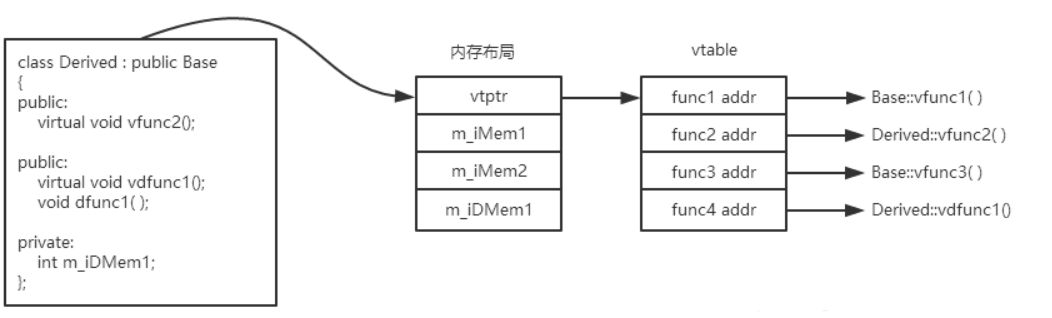 class Derived : public Base
{
public:
virtual void vfunc2();
public:
virtual void vdfunc1();
void dfunc1( );
private:
int m_iDMem1;
};
内存布局
vtptr
m_iMem1
m_iMem2
m_iDMem1
vtable
func1 addr
func2 addr
func3 addr
func4 addr
Base::vfunc1( )
Derived::vfunc2( )
Base::vfunc3( )
Derived::vdfunc1()